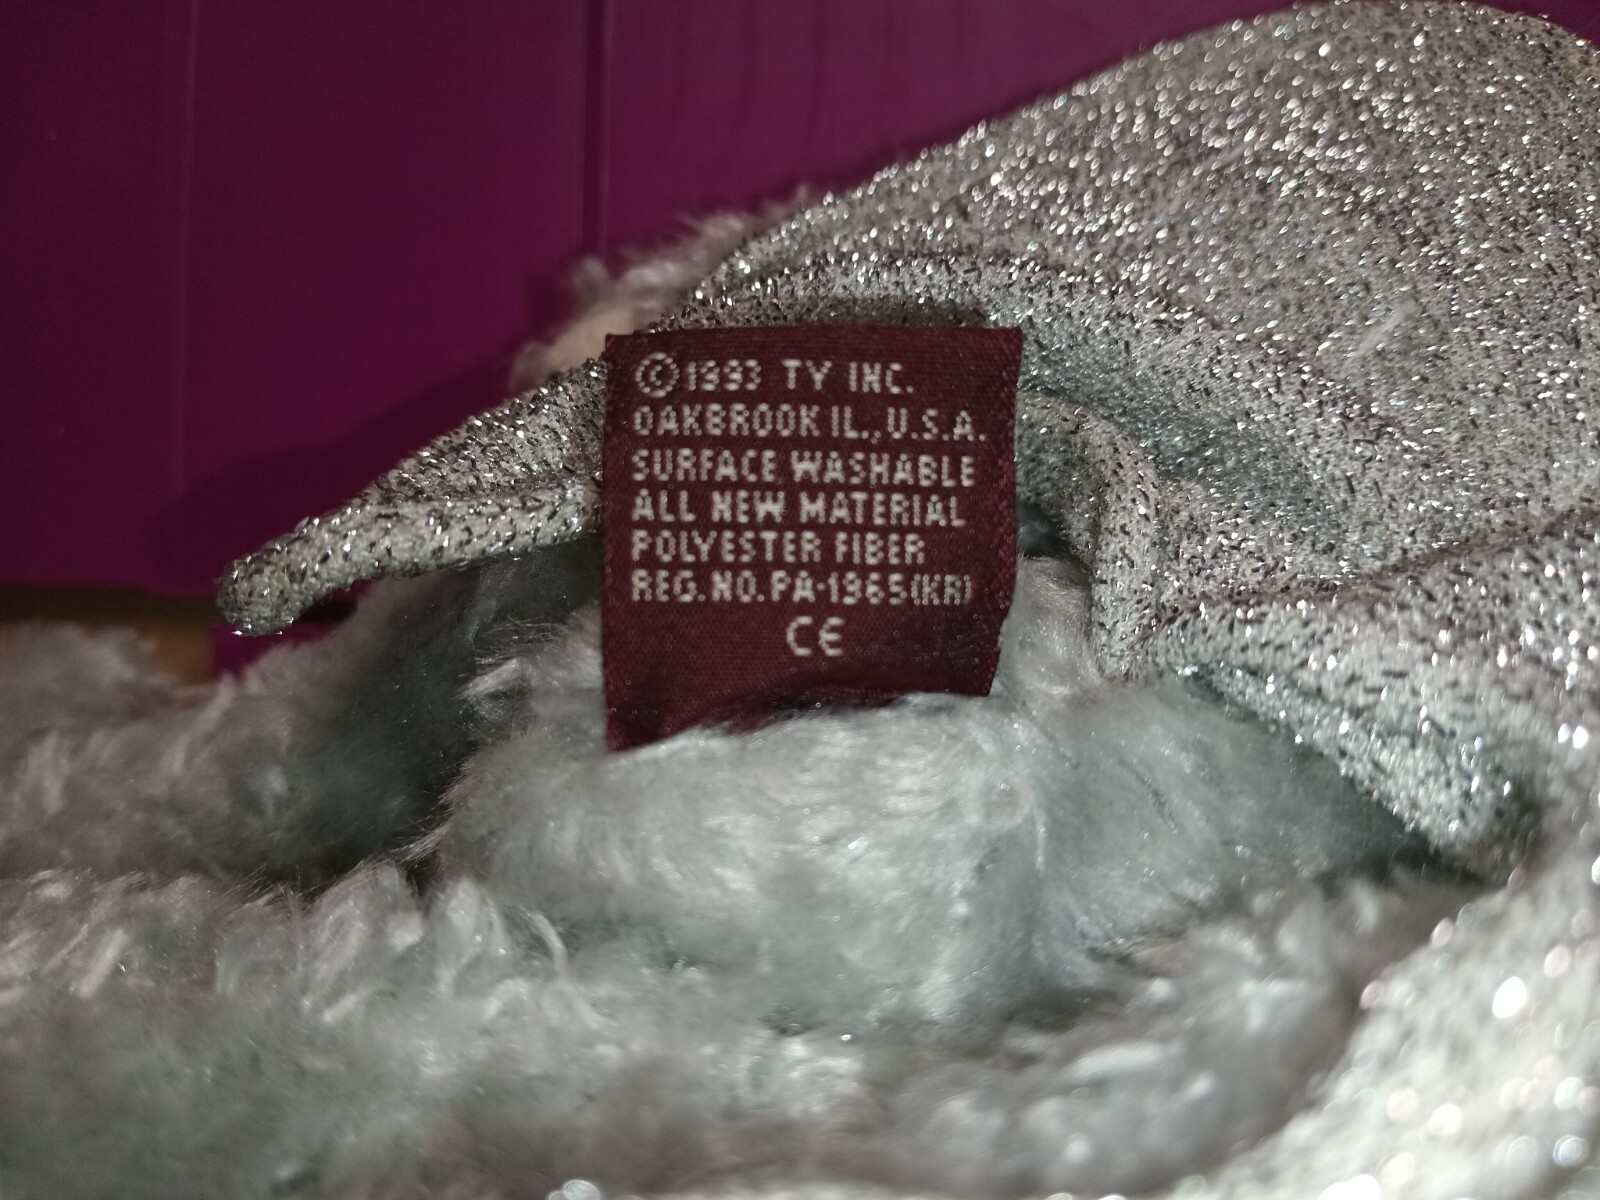 ©1993 TY INC.
OAKBROOK IL., U.S.A.
SURFACE WASHABLE
ALL NEW MATERIAL
POLYESTER FIBER
REG. NO. PA-1965(KR)
CE